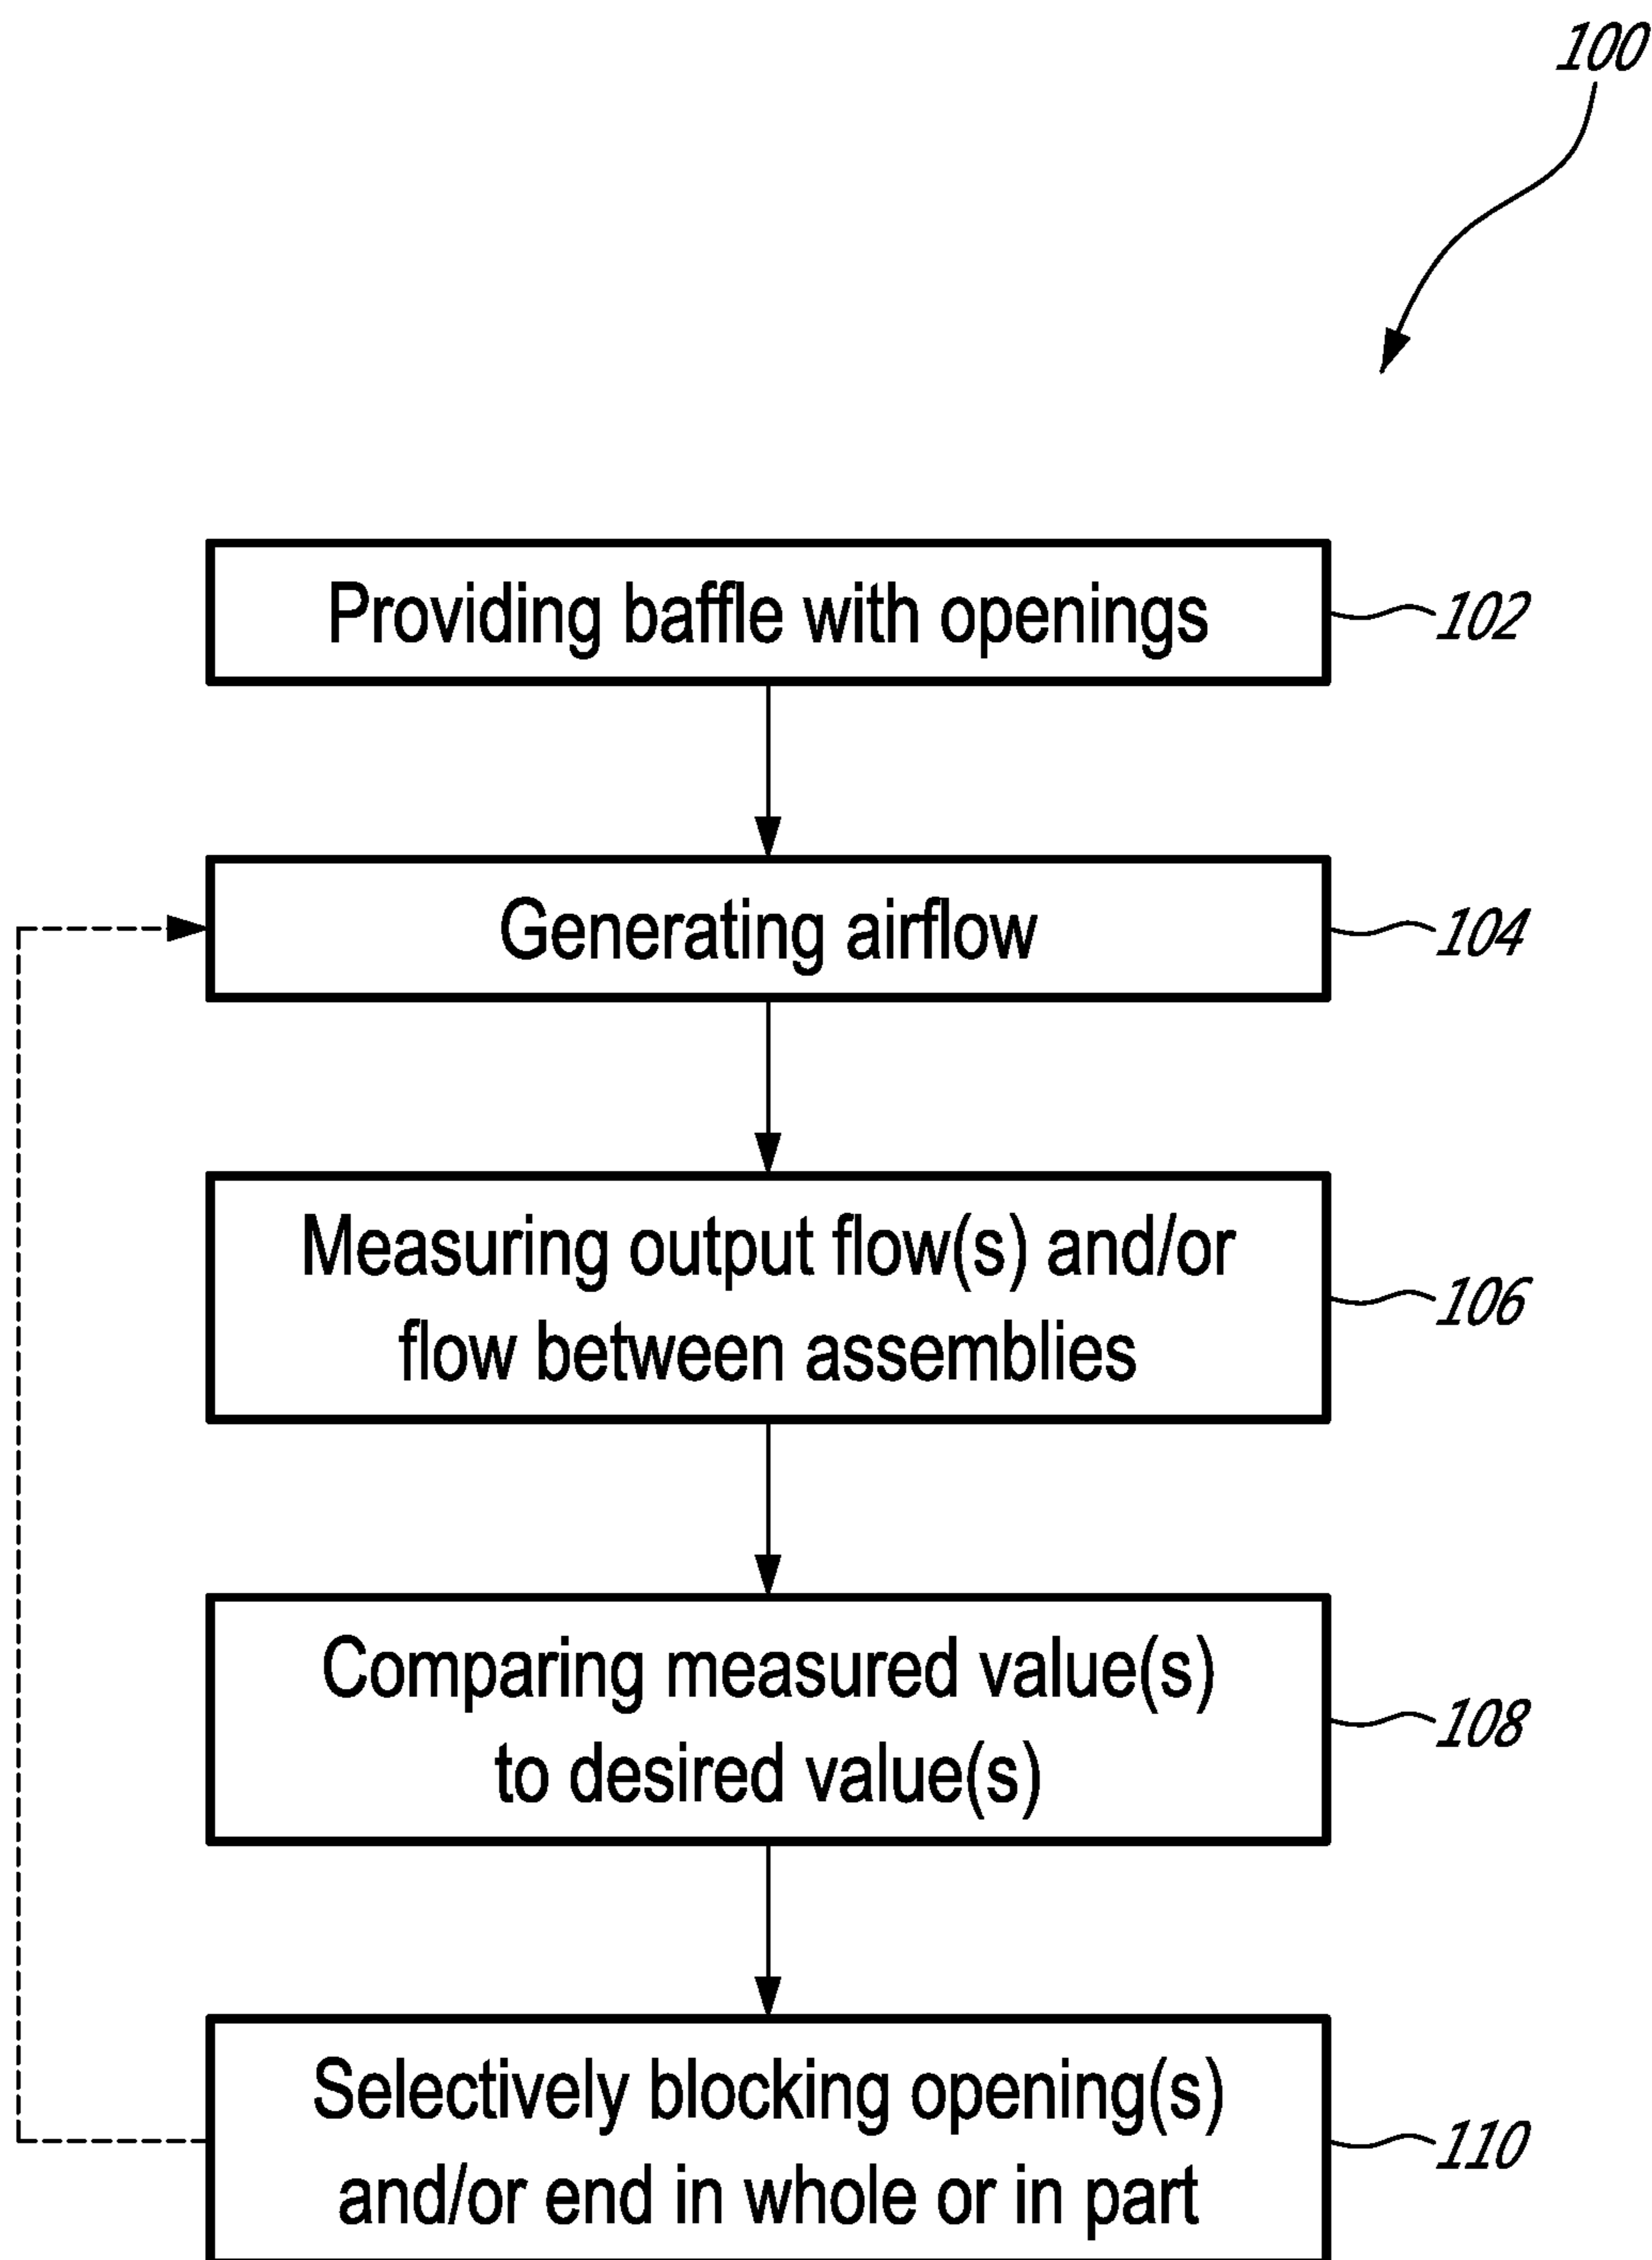 100
Providing baffle with openings
102
Generating airflow
104
Measuring output flow(s) and/or
flow between assemblies
106
Comparing measured value(s)
to desired value(s)
108
Selectively blocking opening(s)
and/or end in whole or in part
110